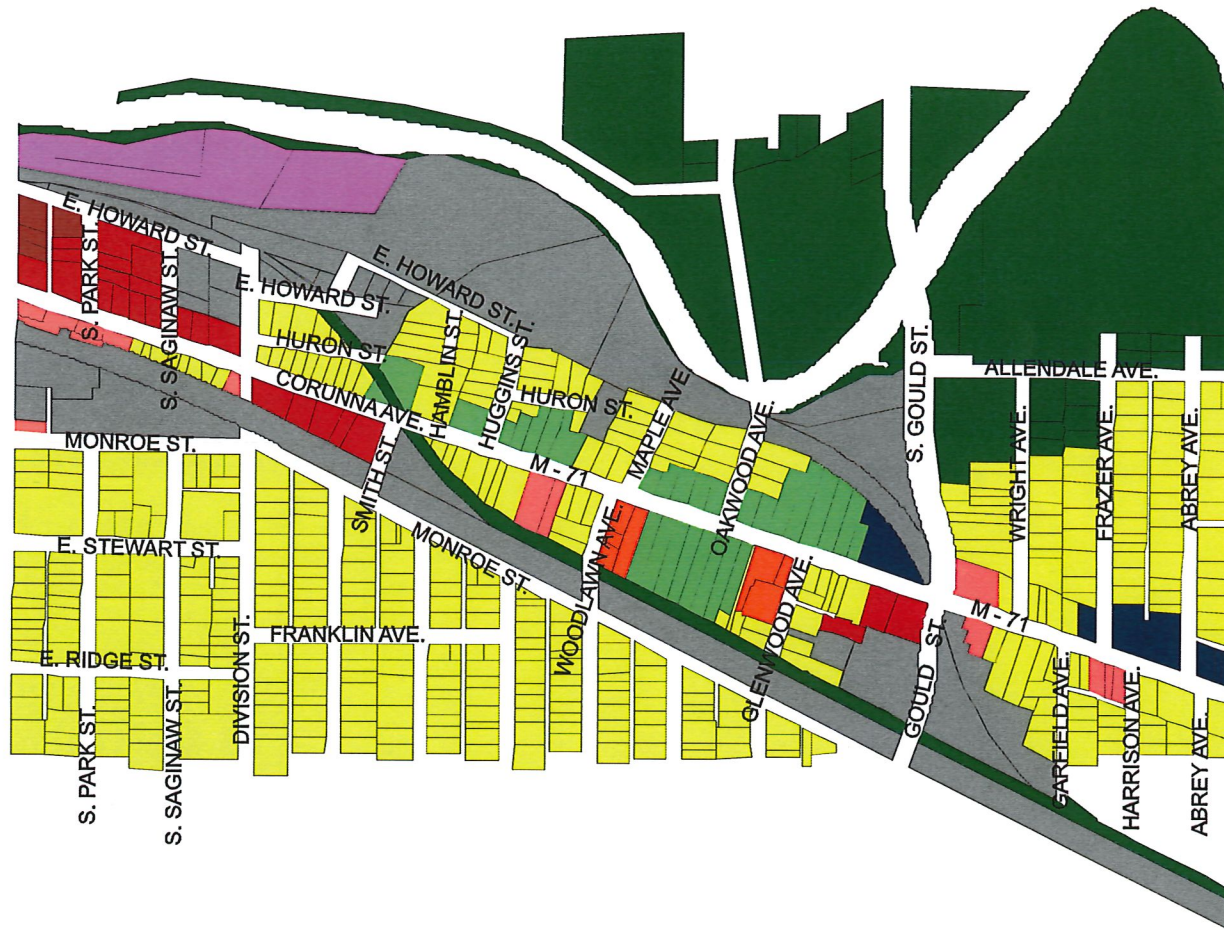 E. HOWARD ST.
S. PARK ST.
S. SAGINAW ST.
E. HOWARD ST.
E. HOWARD ST.
HURON ST.
HAMBLIN ST.
HUGGINS ST.
HURON ST.
CORUNNA AVE.
M - 71
MAPLE AVE.
OAKWOOD AVE.
S. GOULD ST.
ALLENDALE AVE.
WRIGHT AVE.
FRAZER AVE.
ABREY AVE.
MONROE ST.
SMITH ST.
MONROE ST.
E. STEWART ST.
WOODLAWN AVE.
GLENWOOD AVE.
M - 71
FRANKLIN AVE.
DIVISION ST.
E. RIDGE ST.
GOULD ST.
GARFIELD AVE.
HARRISON AVE.
ABREY AVE.
S. PARK ST.
S. SAGINAW ST.